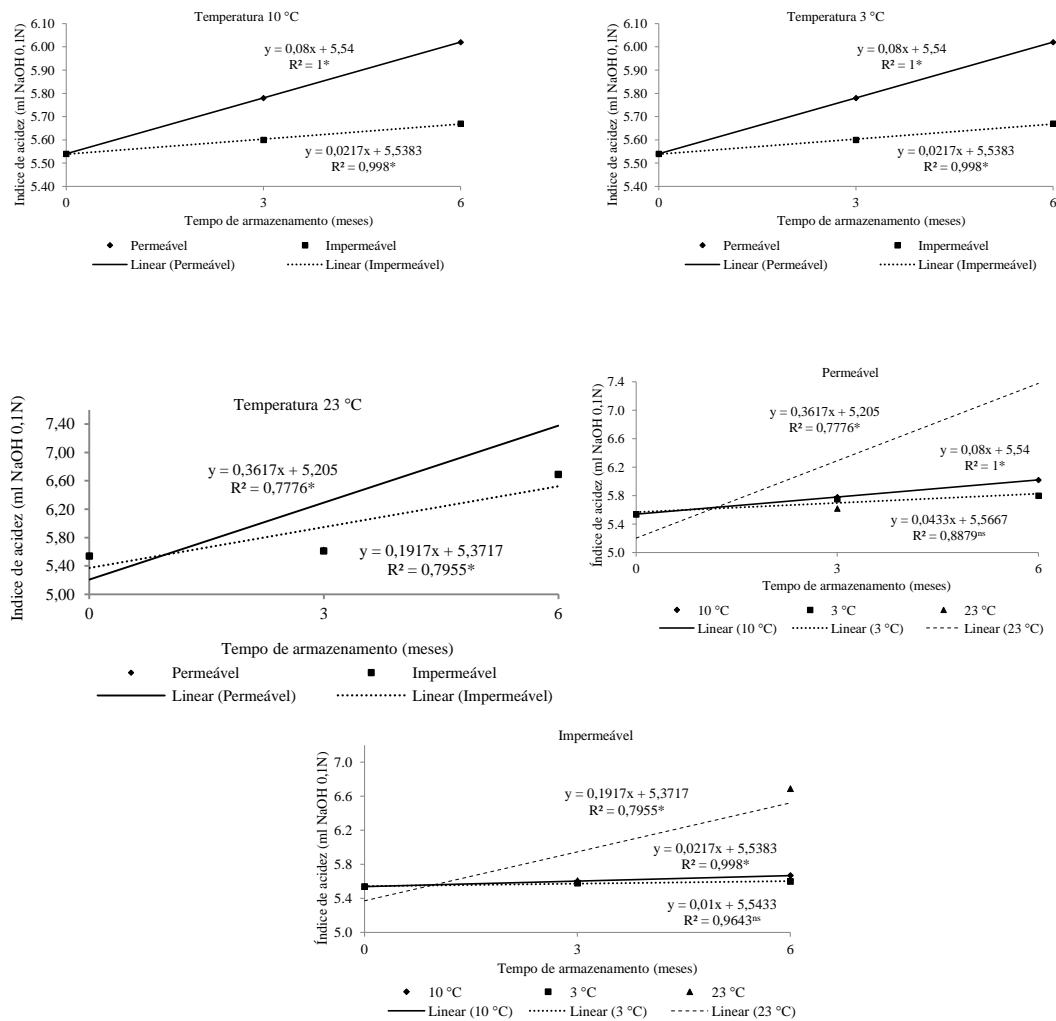 Temperatura 10 °C
Indice de acidez (ml NaOH 0,1N)
6.10
6.00
5.90
5.80
5.70
5.60
5.50
5.40
y = 0,08x + 5,54
R² = 1*
y = 0,0217x + 5,5383
R² = 0,998*
0
3
6
Tempo de armazenamento (meses)
Permeável
Impermeável
Linear (Permeável)
Linear (Impermeável)
Temperatura 3 °C
Indice de acidez (ml NaOH 0,1N)
6.10
6.00
5.90
5.80
5.70
5.60
5.50
5.40
y = 0,08x + 5,54
R² = 1*
y = 0,0217x + 5,5383
R² = 0,998*
0
3
6
Tempo de armazenamento (meses)
Permeável
Impermeável
Linear (Permeável)
Linear (Impermeável)
Temperatura 23 °C
Indice de acidez (ml NaOH 0,1N)
7,40
7,00
6,60
6,20
5,80
5,40
5,00
y = 0,3617x + 5,205
R² = 0,7776*
y = 0,1917x + 5,3717
R² = 0,7955*
0
3
6
Tempo de armazenamento (meses)
Permeável
Impermeável
Linear (Permeável)
Linear (Impermeável)
Permeável
Índice de acidez (ml NaOH 0,1N)
7.4
7.0
6.6
6.2
5.8
5.4
5.0
y = 0,3617x + 5,205
R² = 0,7776*
y = 0,08x + 5,54
R² = 1*
y = 0,0433x + 5,5667
R² = 0,8879ⁿˢ
0
3
6
Tempo de armazenamento (meses)
10 °C
3 °C
23 °C
Linear (10 °C)
Linear (3 °C)
Linear (23 °C)
Impermeável
Índice de acidez (ml NaOH 0,1N)
7.0
6.6
6.2
5.8
5.4
5.0
y = 0,1917x + 5,3717
R² = 0,7955*
y = 0,0217x + 5,5383
R² = 0,998*
y = 0,01x + 5,5433
R² = 0,9643ⁿˢ
0
3
6
Tempo de armazenamento (meses)
10 °C
3 °C
23 °C
Linear (10 °C)
Linear (3 °C)
Linear (23 °C)